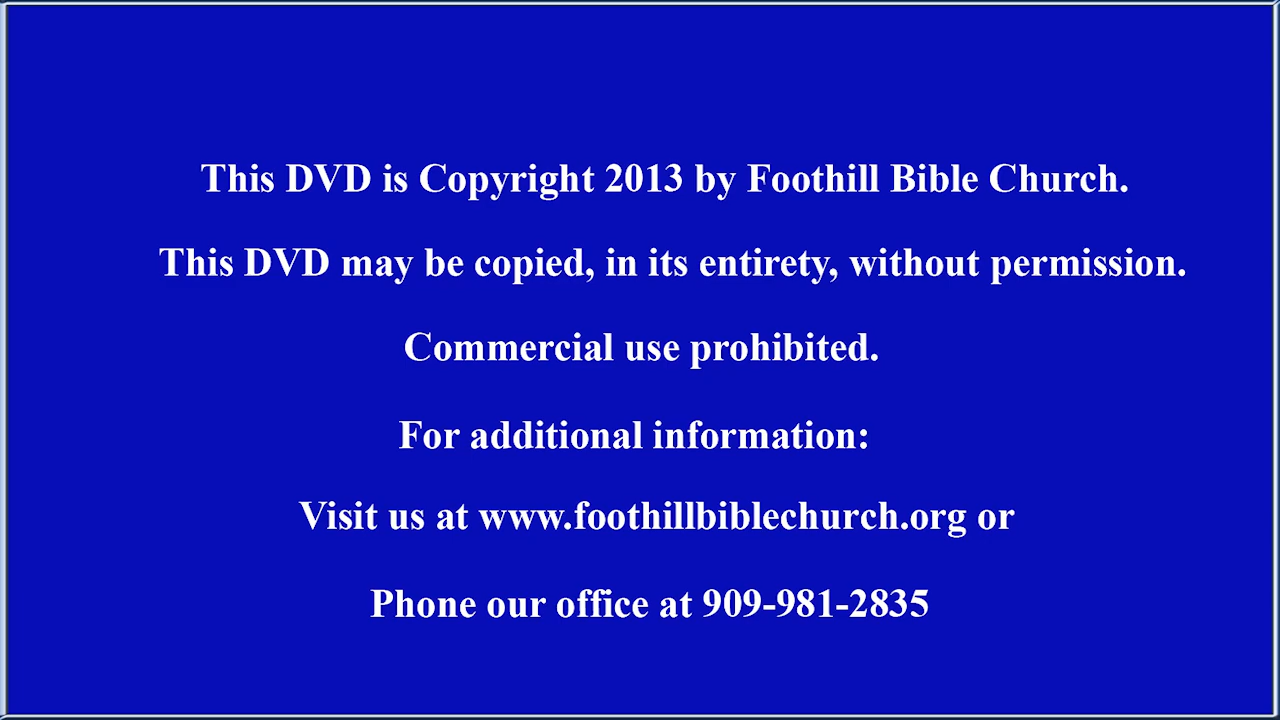 This DVD is Copyright 2013 by Foothill Bible Church.
This DVD may be copied, in its entirety, without permission.
Commercial use prohibited.
For additional information:
Visit us at www.foothillbiblechurch.org or
Phone our office at 909-981-2835